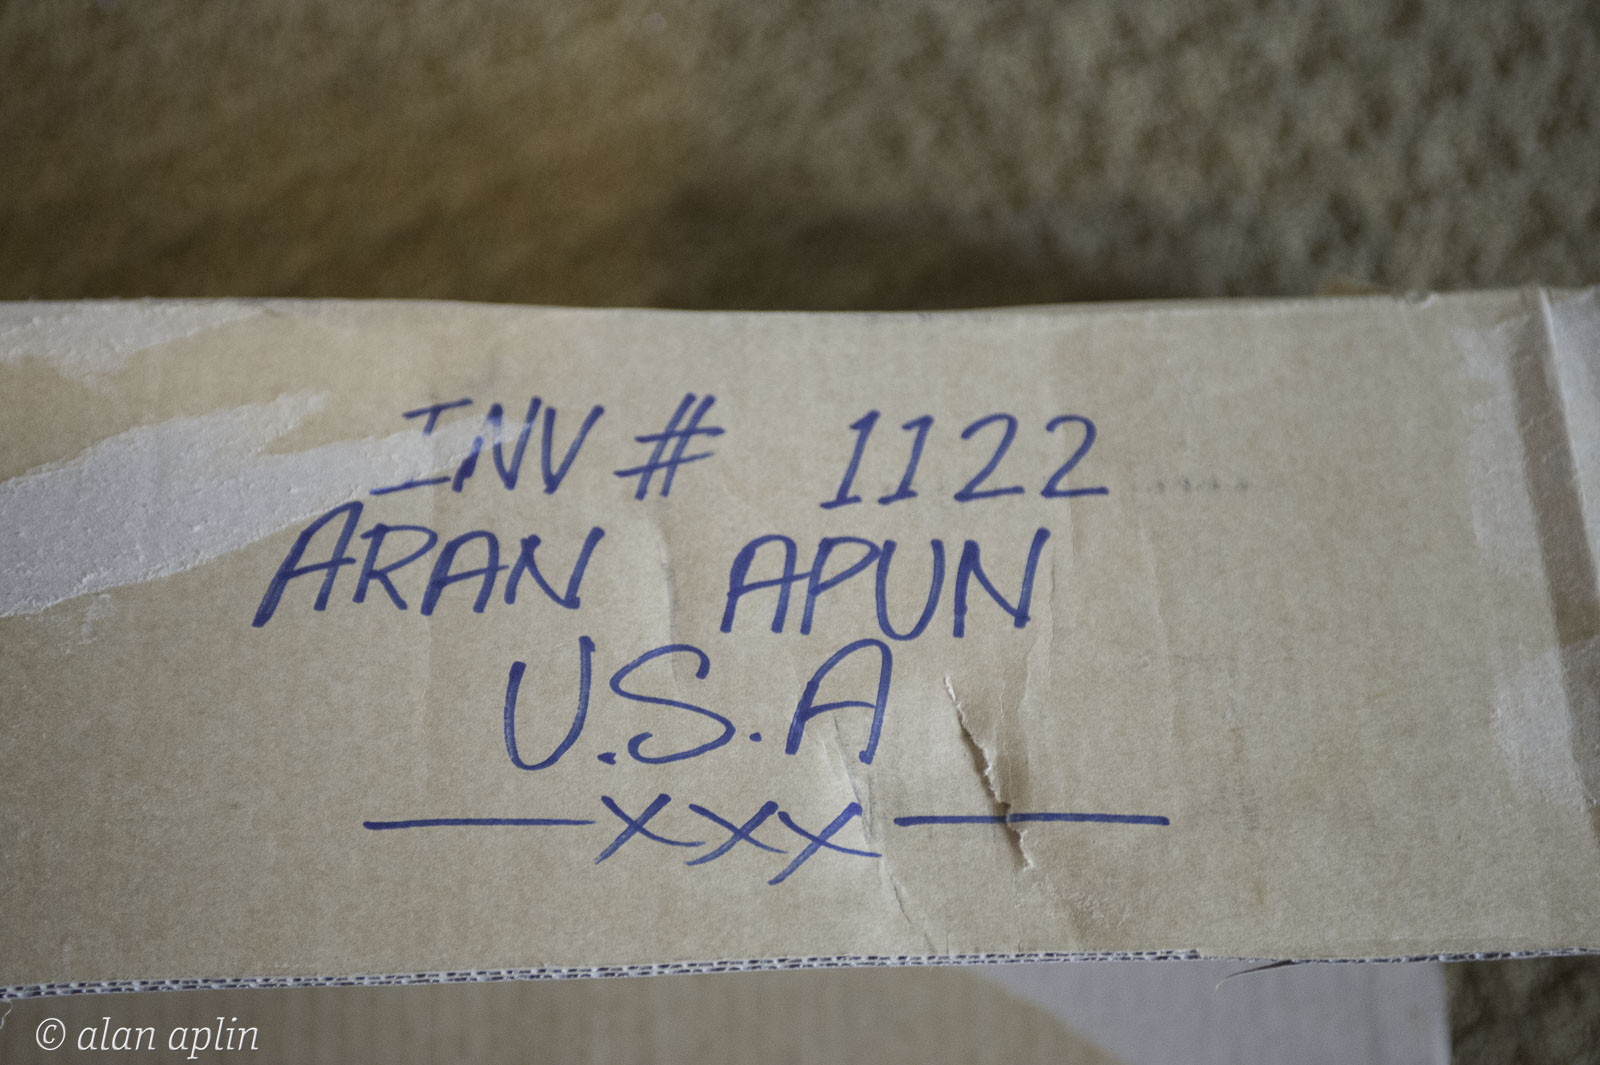 INV # 1122
ARAN APUN
U.S.A
—xxx—
© alan aplin